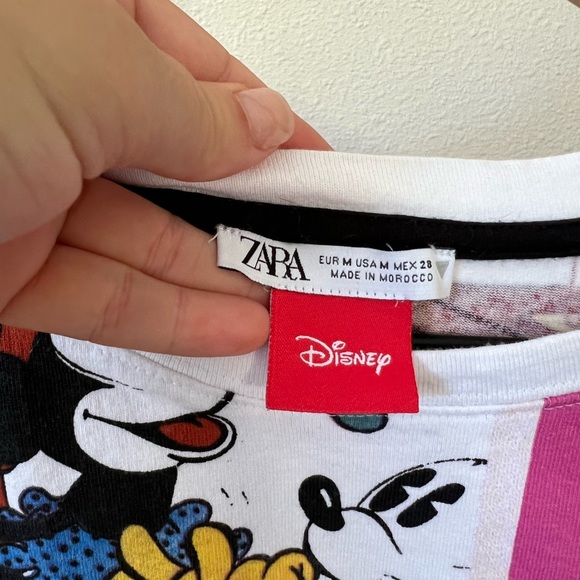 ZARA
EUR M USA M MEX 28
MADE IN MOROCCO
Disney